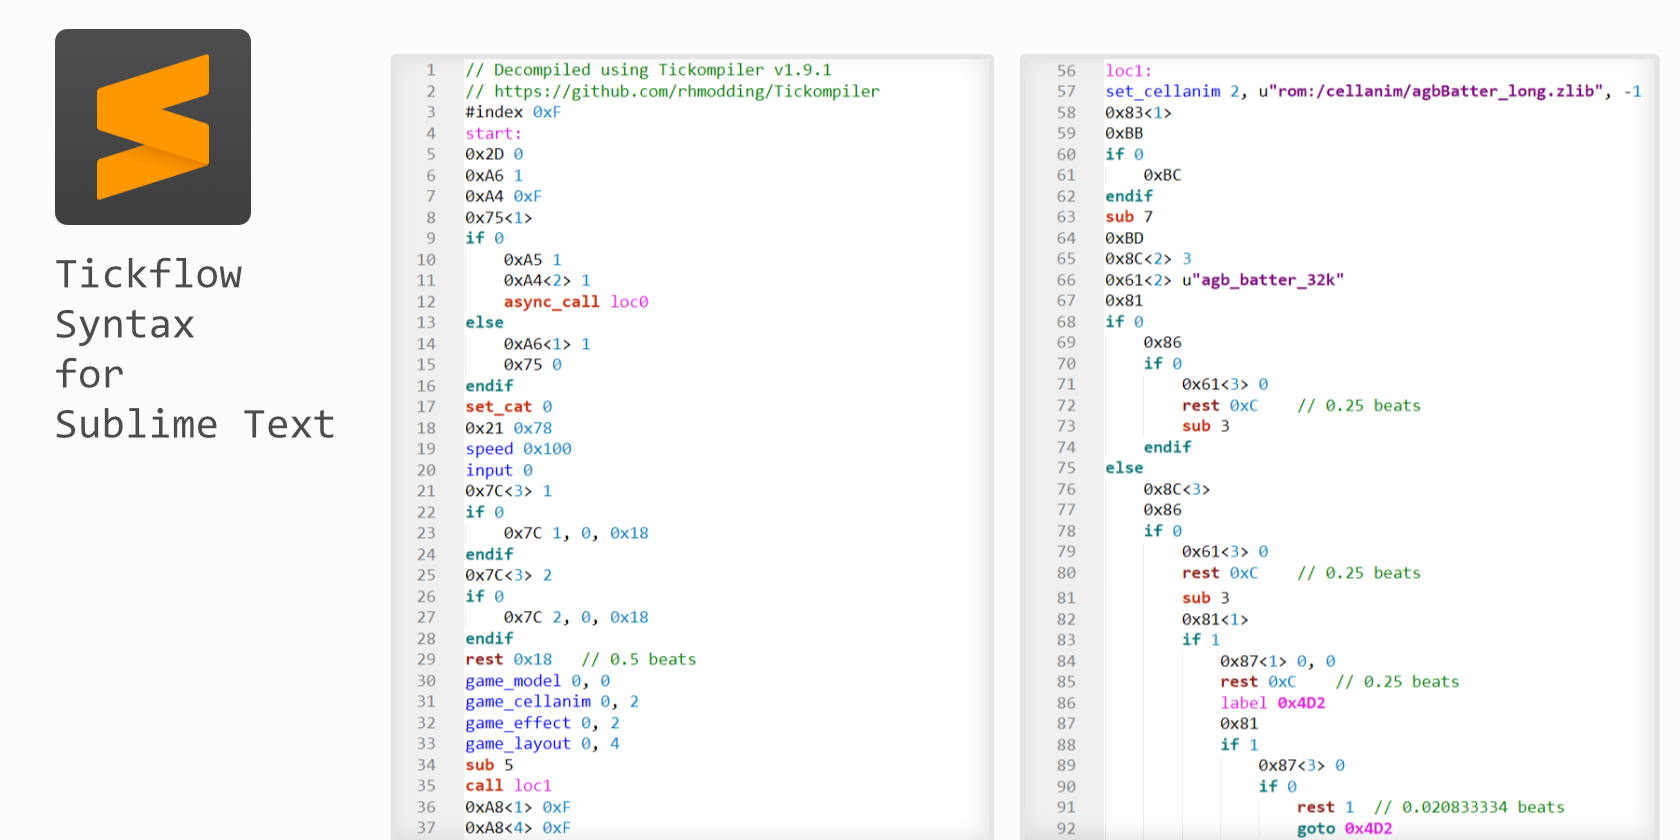 Tickflow
Syntax
for
Sublime Text
1 // Decompiled using Tickompiler v1.9.1
2 // https://github.com/rhmodding/Tickompiler
3 #index 0xF
4 start:
5 0x2D 0
6 0xA6 1
7 0xA4 0xF
8 0x75<1>
9 if 0
10 0xA5 1
11 0xA4<2> 1
12 async_call loc0
13 else
14 0xA6<1> 1
15 0x75 0
16 endif
17 set_cat 0
18 0x21 0x78
19 speed 0x100
20 input 0
21 0x7C<3> 1
22 if 0
23 0x7C 1, 0, 0x18
24 endif
25 0x7C<3> 2
26 if 0
27 0x7C 2, 0, 0x18
28 endif
29 rest 0x18 // 0.5 beats
30 game_model 0, 0
31 game_cellanim 0, 2
32 game_effect 0, 2
33 game_layout 0, 4
34 sub 5
35 call loc1
36 0xA8<1> 0xF
37 0xA8<4> 0xF
56 loc1:
57 set_cellanim 2, u"rom:/cellanim/agbBatter_long.zlib", -1
58 0x83<1>
59 0xBB
60 if 0
61 0xBC
62 endif
63 sub 7
64 0xBD
65 0x8C<2> 3
66 0x61<2> u"agb_batter_32k"
67 0x81
68 if 0
69 0x86
70 if 0
71 0x61<3> 0
72 rest 0xC // 0.25 beats
73 sub 3
74 endif
75 else
76 0x8C<3>
77 0x86
78 if 0
79 0x61<3> 0
80 rest 0xC // 0.25 beats
81 sub 3
82 0x81<1>
83 if 1
84 0x87<1> 0, 0
85 rest 0xC // 0.25 beats
86 label 0x4D2
87 0x81
88 if 1
89 0x87<3> 0
90 if 0
91 rest 1 // 0.020833334 beats
92 goto 0x4D2